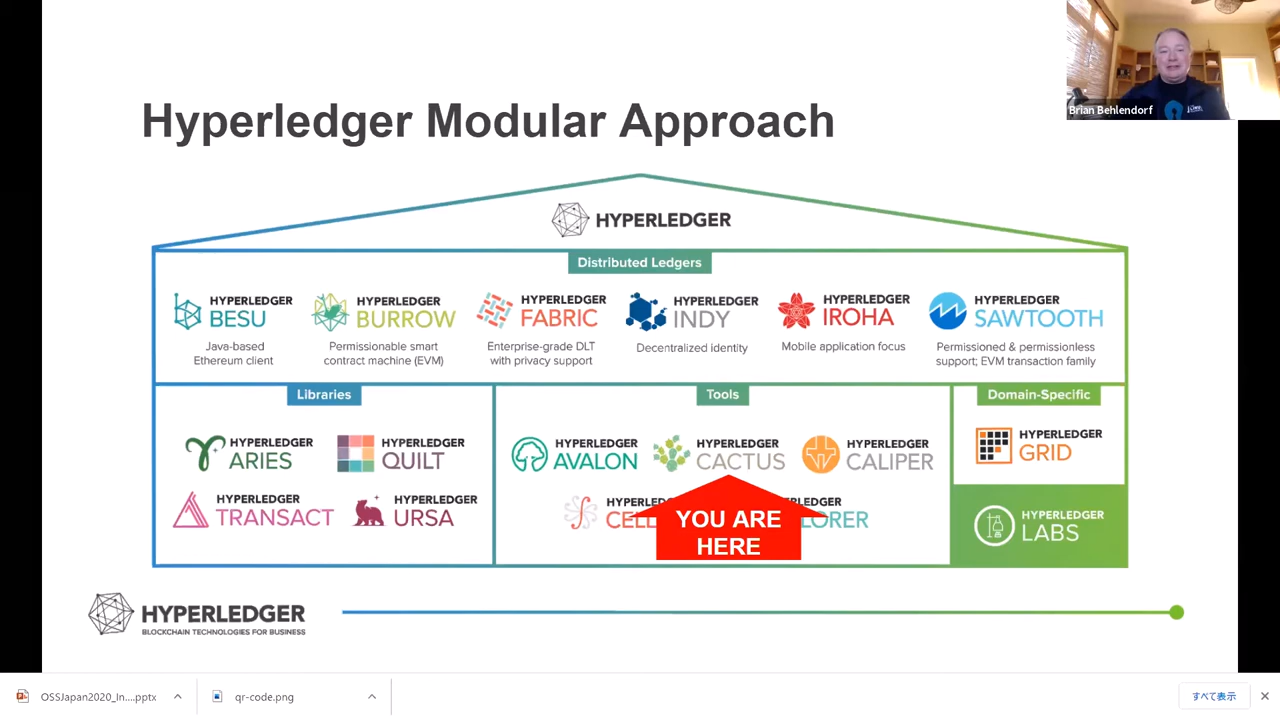 Brian Behlendorf
Hyperledger Modular Approach
HYPERLEDGER
Distributed Ledgers
HYPERLEDGER
BESU
Java-based
Ethereum client
HYPERLEDGER
BURROW
Permissionable smart
contract machine (EVM)
HYPERLEDGER
FABRIC
Enterprise-grade DLT
with privacy support
HYPERLEDGER
INDY
Decentralized identity
HYPERLEDGER
IROHA
Mobile application focus
HYPERLEDGER
SAWTOOTH
Permissioned & permissionless
support; EVM transaction family
Libraries
HYPERLEDGER
ARIES
HYPERLEDGER
QUILT
HYPERLEDGER
TRANSACT
HYPERLEDGER
URSA
Tools
HYPERLEDGER
AVALON
HYPERLEDGER
CACTUS
HYPERLEDGER
CALIPER
YOU ARE
HERE
Domain-Specific
HYPERLEDGER
GRID
HYPERLEDGER
LABS
HYPERLEDGER
BLOCKCHAIN TECHNOLOGIES FOR BUSINESS
OSSJapan2020_In....pptx
qr-code.png
すべて表示